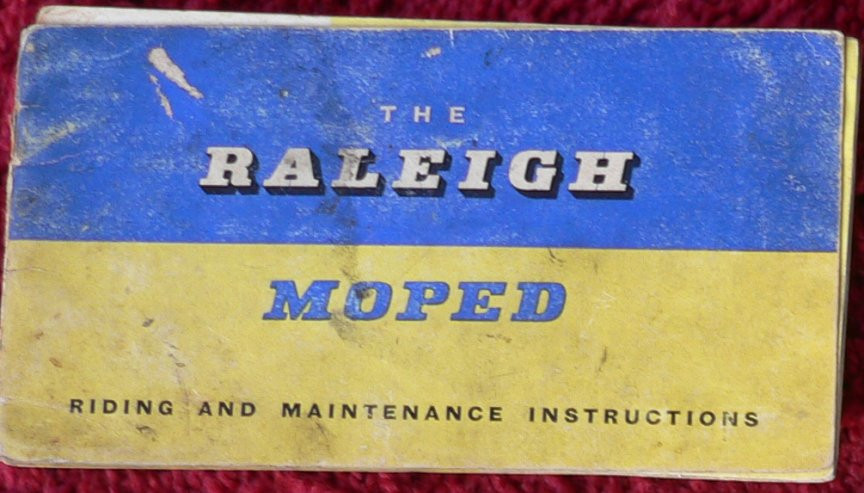 THE
RALEIGH
MOPED
RIDING AND MAINTENANCE INSTRUCTIONS